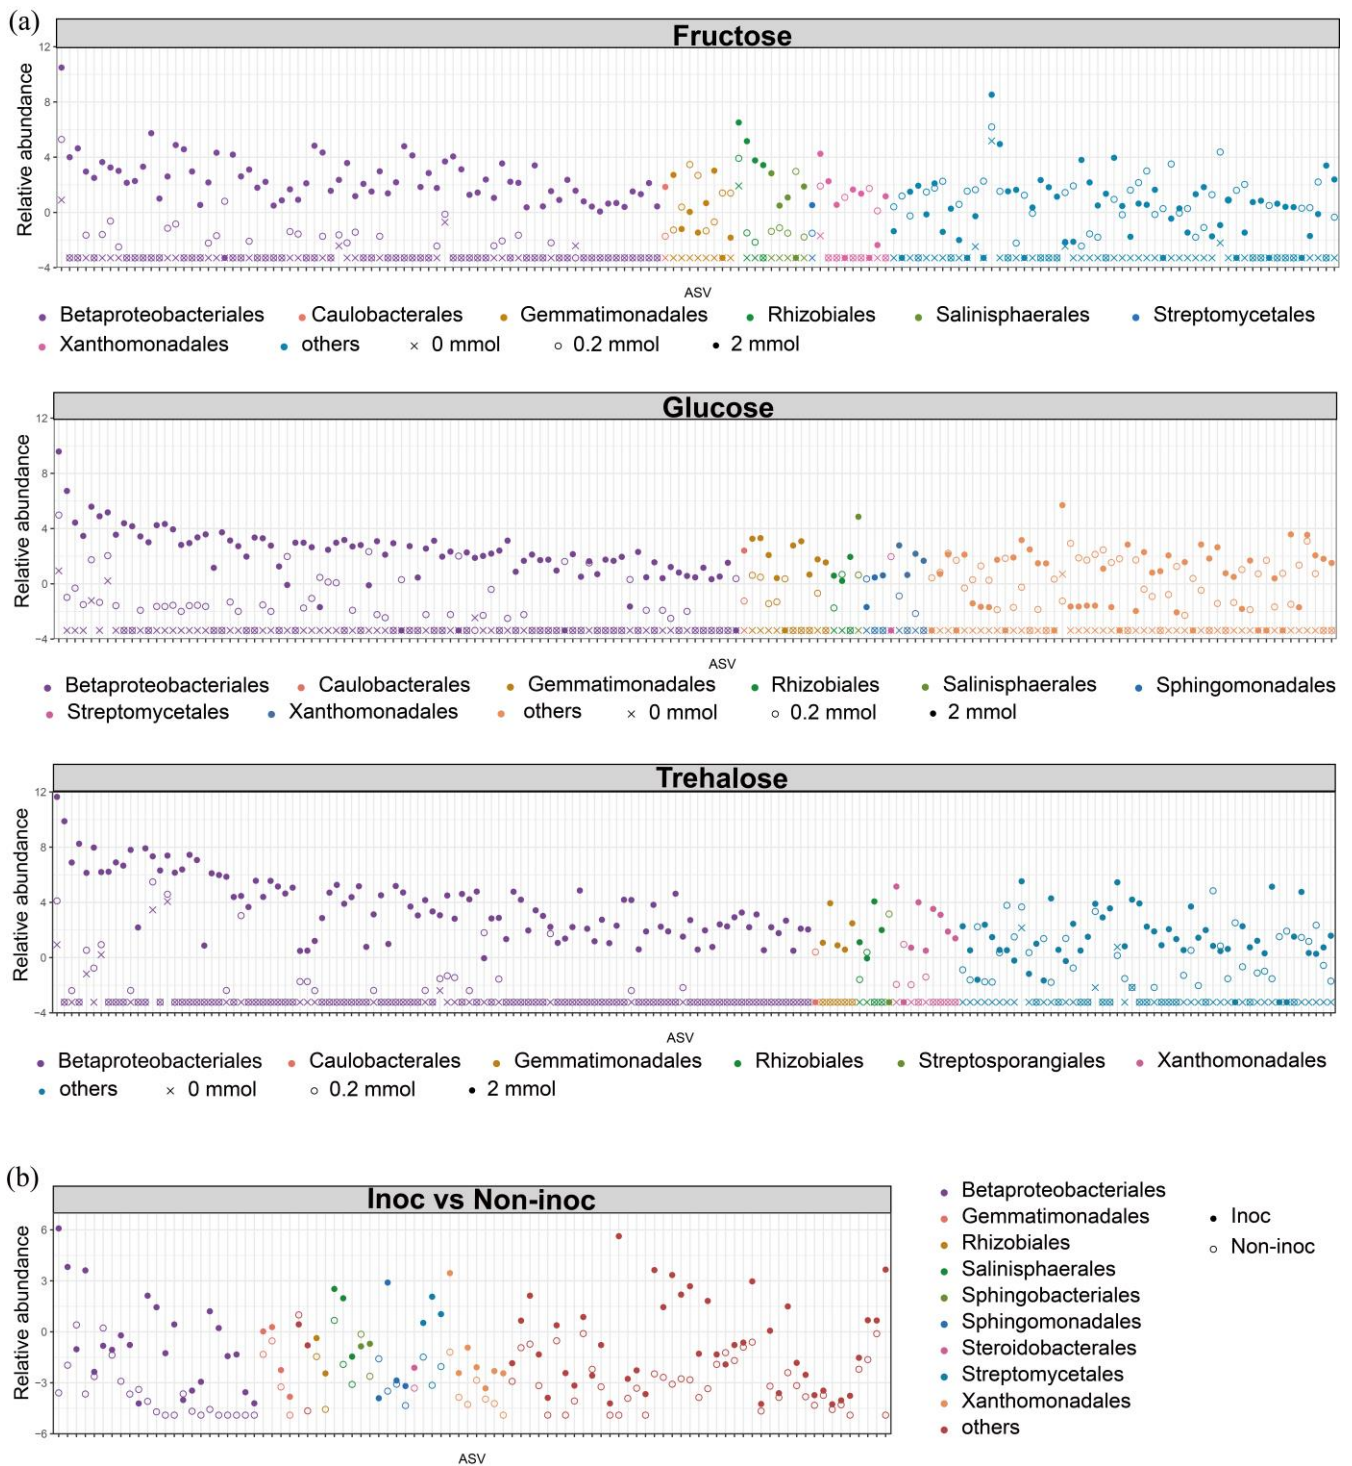 (a)
Fructose
12
8
4
0
−4
Relative abundance
ASV
Betaproteobacteriales Caulobacterales Gemmatimonadales Rhizobiales Salinisphaerales Streptomycetales
Xanthomonadales others 0 mmol 0.2 mmol 2 mmol
Glucose
12
8
4
0
−4
Relative abundance
ASV
Betaproteobacteriales Caulobacterales Gemmatimonadales Rhizobiales Salinisphaerales Sphingomonadales
Streptomycetales Xanthomonadales others 0 mmol 0.2 mmol 2 mmol
Trehalose
12
8
4
0
−4
Relative abundance
ASV
Betaproteobacteriales Caulobacterales Gemmatimonadales Rhizobiales Streptosporangiales Xanthomonadales
others 0 mmol 0.2 mmol 2 mmol
(b)
Inoc vs Non-inoc
6
3
0
−3
−6
Relative abundance
ASV
Betaproteobacteriales
Gemmatimonadales
Rhizobiales
Salinisphaerales
Sphingobacteriales
Sphingomonadales
Steroidobacterales
Streptomycetales
Xanthomonadales
others
Inoc
Non-inoc